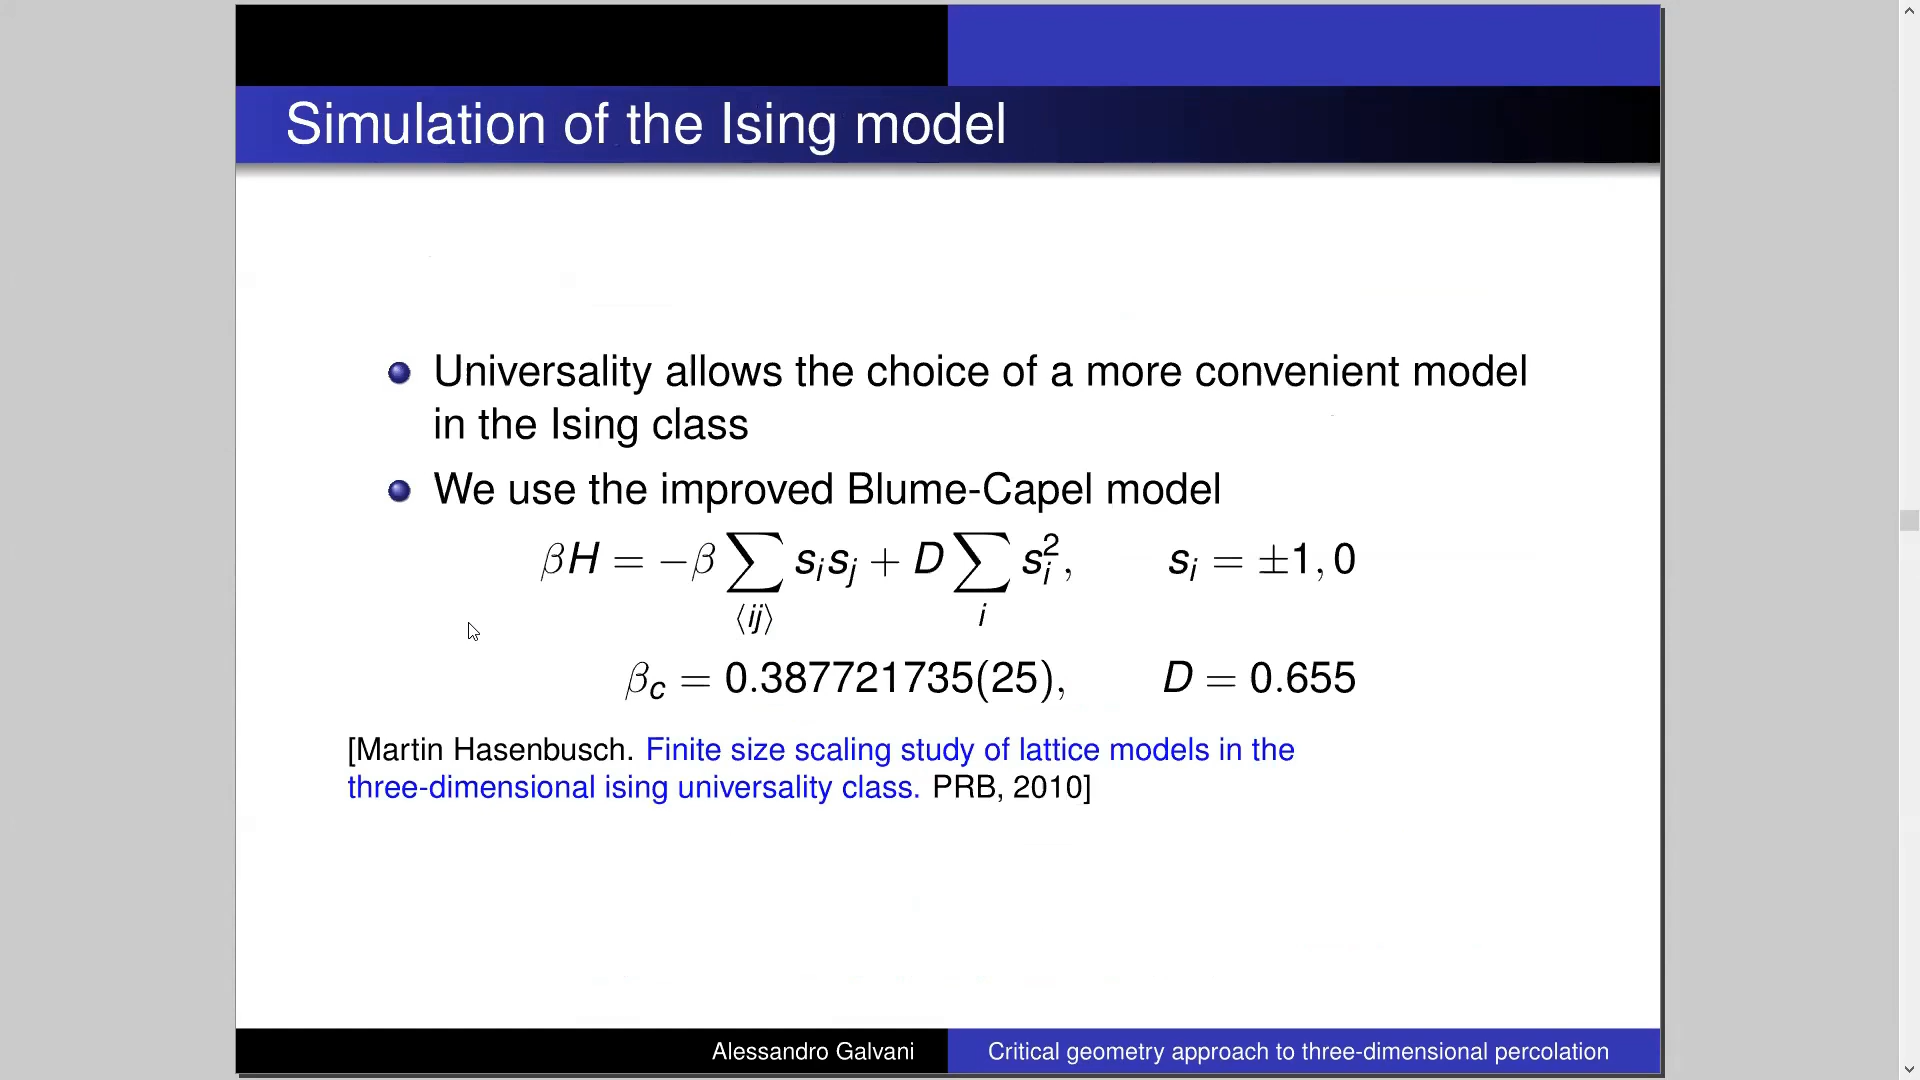 Simulation of the Ising model
Universality allows the choice of a more convenient model
in the Ising class
We use the improved Blume-Capel model
βH = −β ∑⟨ij⟩ sᵢsⱼ + D ∑ᵢ sᵢ², sᵢ = ±1, 0
βc = 0.387721735(25), D = 0.655
[Martin Hasenbusch. Finite size scaling study of lattice models in the
three-dimensional ising universality class. PRB, 2010]
Alessandro Galvani Critical geometry approach to three-dimensional percolation